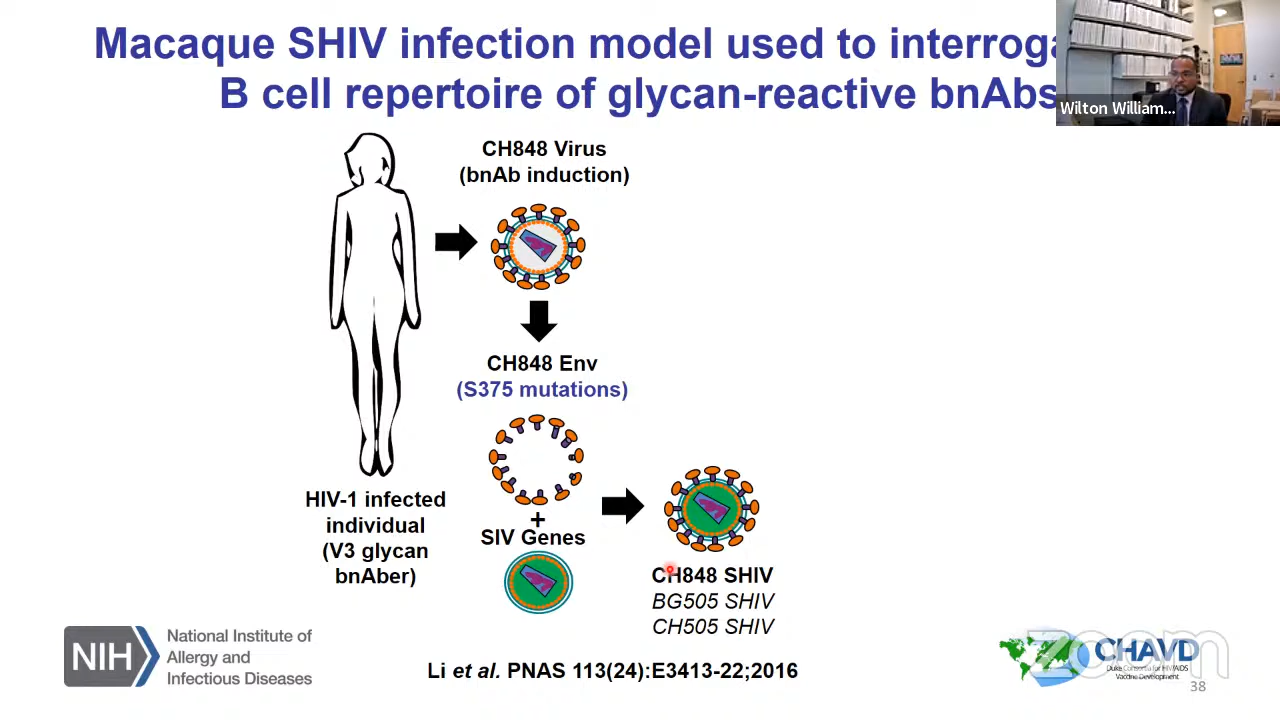 Macaque SHIV infection model used to interroga
B cell repertoire of glycan-reactive bnAbs
Wilton William...
CH848 Virus
(bnAb induction)
CH848 Env
(S375 mutations)
HIV-1 infected
individual
(V3 glycan
bnAber)
+
SIV Genes
CH848 SHIV
BG505 SHIV
CH505 SHIV
NIH
National Institute of
Allergy and
Infectious Diseases
Li et al. PNAS 113(24):E3413-22;2016
CHAVD
Duke Consortia for HIV/AIDS
Vaccine Development
zoom
38